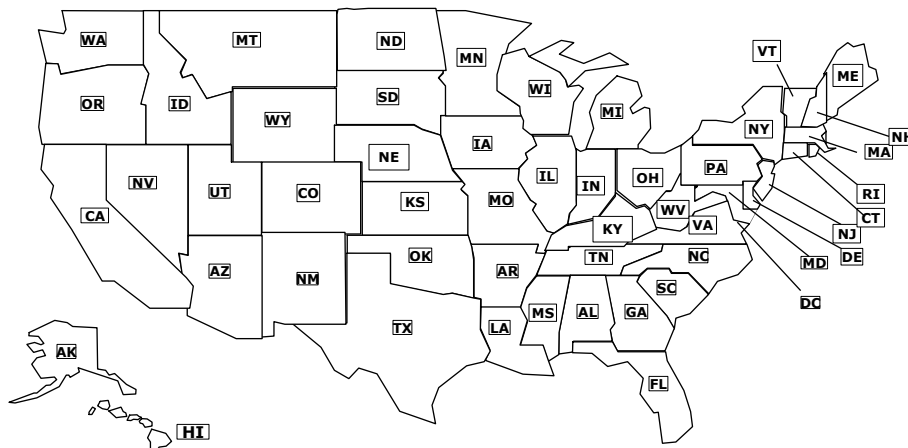 WA
MT
ND
MN
VT
ME
OR
ID
SD
WI
MI
WY
NY
NH
MA
IA
NE
PA
RI
NV
UT
CO
IL
IN
OH
CT
CA
KS
MO
WV
VA
NJ
KY
DE
MD
AZ
NM
OK
AR
TN
NC
DC
SC
TX
LA
MS
AL
GA
AK
FL
HI